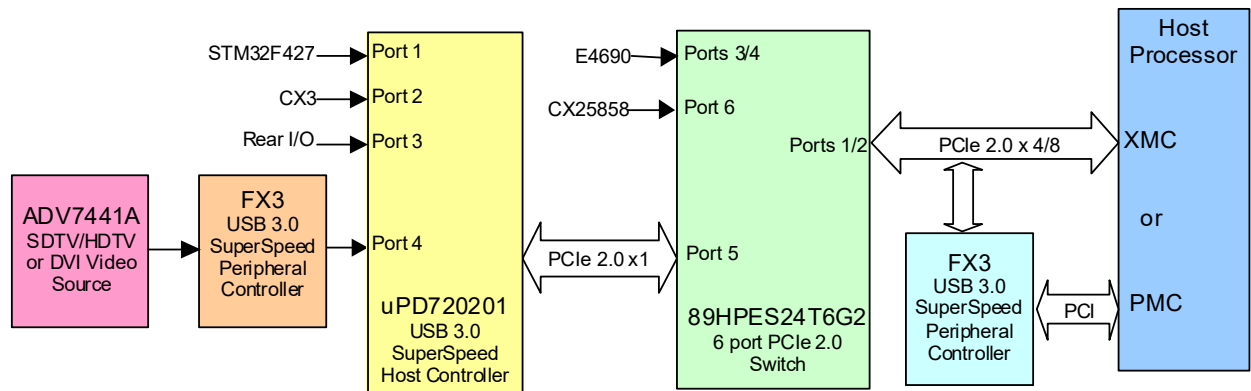 STM32F427
Port 1
CX3
Port 2
Rear I/O
Port 3
ADV7441A
SDTV/HDTV
or DVI Video
Source
FX3
USB 3.0
SuperSpeed
Peripheral
Controller
Port 4
uPD720201
USB 3.0
SuperSpeed
Host Controller
PCIe 2.0 x1
E4690
Ports 3/4
CX25858
Port 6
Ports 1/2
Port 5
89HPES24T6G2
6 port PCIe 2.0
Switch
PCIe 2.0 x 4/8
FX3
USB 3.0
SuperSpeed
Peripheral
Controller
PCI
Host
Processor
XMC
or
PMC